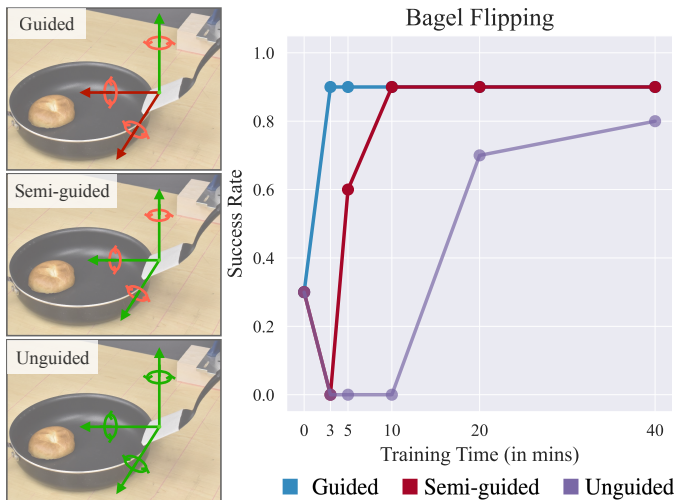 Guided
Semi-guided
Unguided
Bagel Flipping
Success Rate
1.0
0.8
0.6
0.4
0.2
0.0
0 3 5 10 20 40
Training Time (in mins)
Guided Semi-guided Unguided